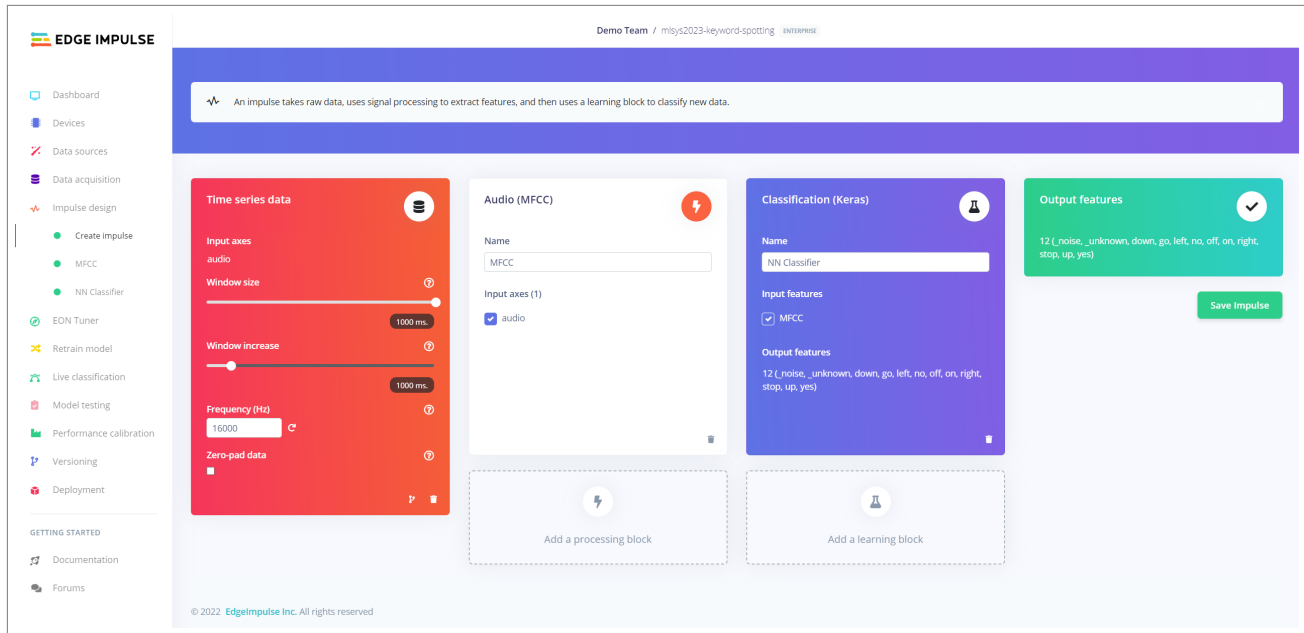 EDGE IMPULSE
Dashboard
Devices
Data sources
Data acquisition
Impulse design
Create impulse
MFCC
NN Classifier
EON Tuner
Retrain model
Live classification
Model testing
Performance calibration
Versioning
Deployment
GETTING STARTED
Documentation
Forums
Demo Team / mlsys2023-keyword-spotting ENTERPRISE
An impulse takes raw data, uses signal processing to extract features, and then uses a learning block to classify new data.
Time series data
Input axes
audio
Window size
1000 ms.
Window increase
1000 ms.
Frequency (Hz)
16000
Zero-pad data
Audio (MFCC)
Name
MFCC
Input axes (1)
audio
Add a processing block
Classification (Keras)
Name
NN Classifier
Input features
MFCC
Output features
12 (_noise, _unknown, down, go, left, no, off, on, right,
stop, up, yes)
Add a learning block
Output features
12 (_noise, _unknown, down, go, left, no, off, on, right,
stop, up, yes)
Save Impulse
© 2022 EdgeImpulse Inc. All rights reserved